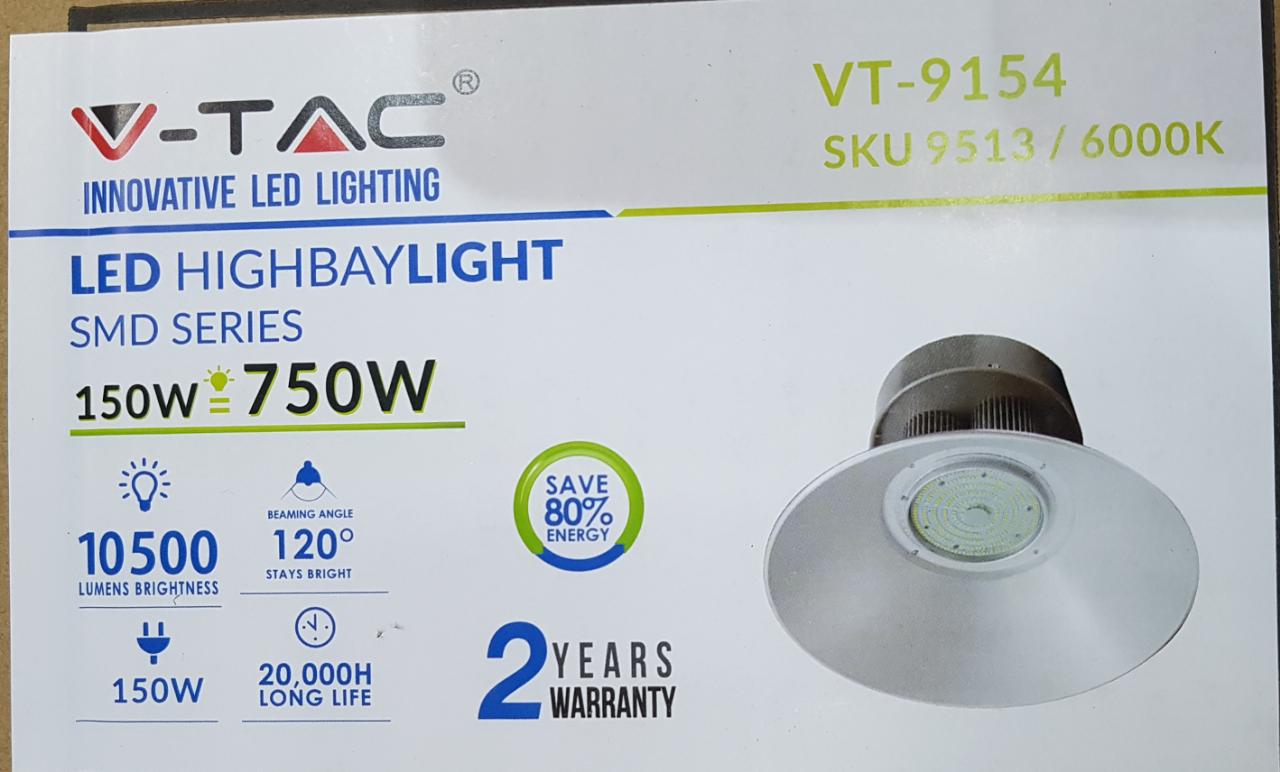 V-TAC®
INNOVATIVE LED LIGHTING
VT-9154
SKU 9513 / 6000K
LED HIGHBAYLIGHT
SMD SERIES
150W = 750W
10500
LUMENS BRIGHTNESS
BEAMING ANGLE
120°
STAYS BRIGHT
150W
20,000H
LONG LIFE
SAVE
80%
ENERGY
2 YEARS
WARRANTY